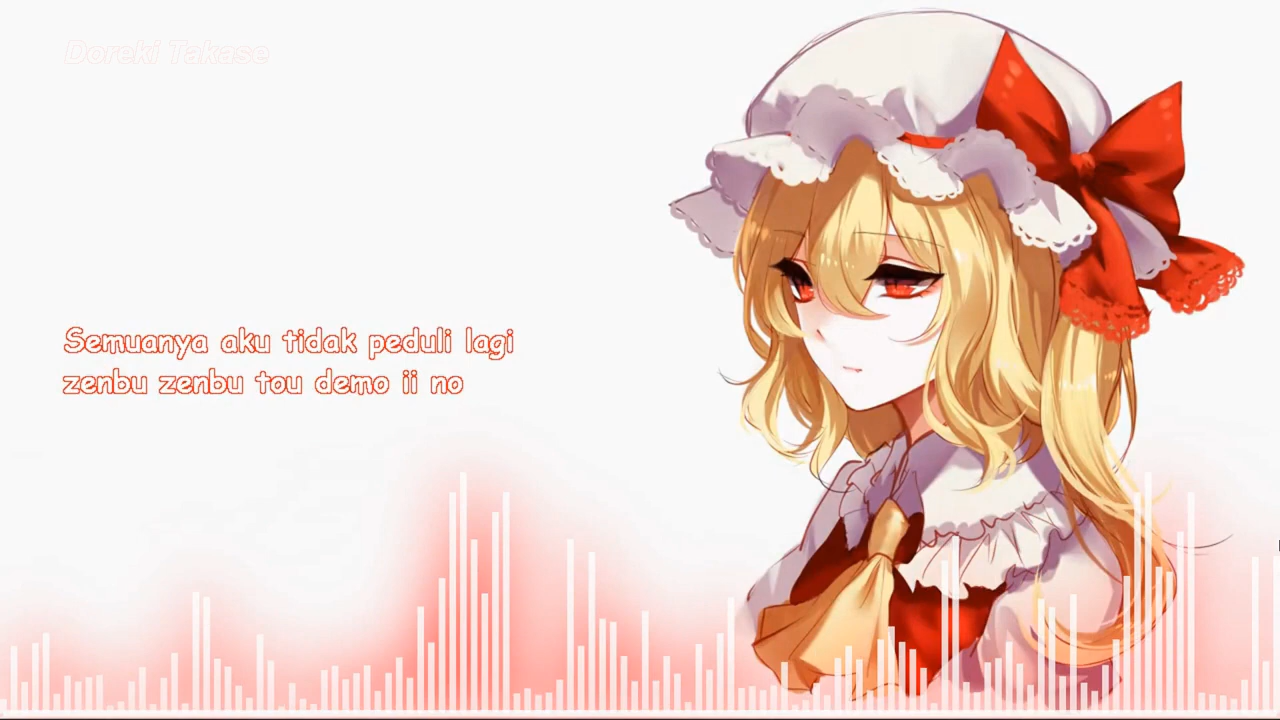 Doreki Takase
Semuanya aku tidak peduli lagi
zenbu zenbu tou demo ii no